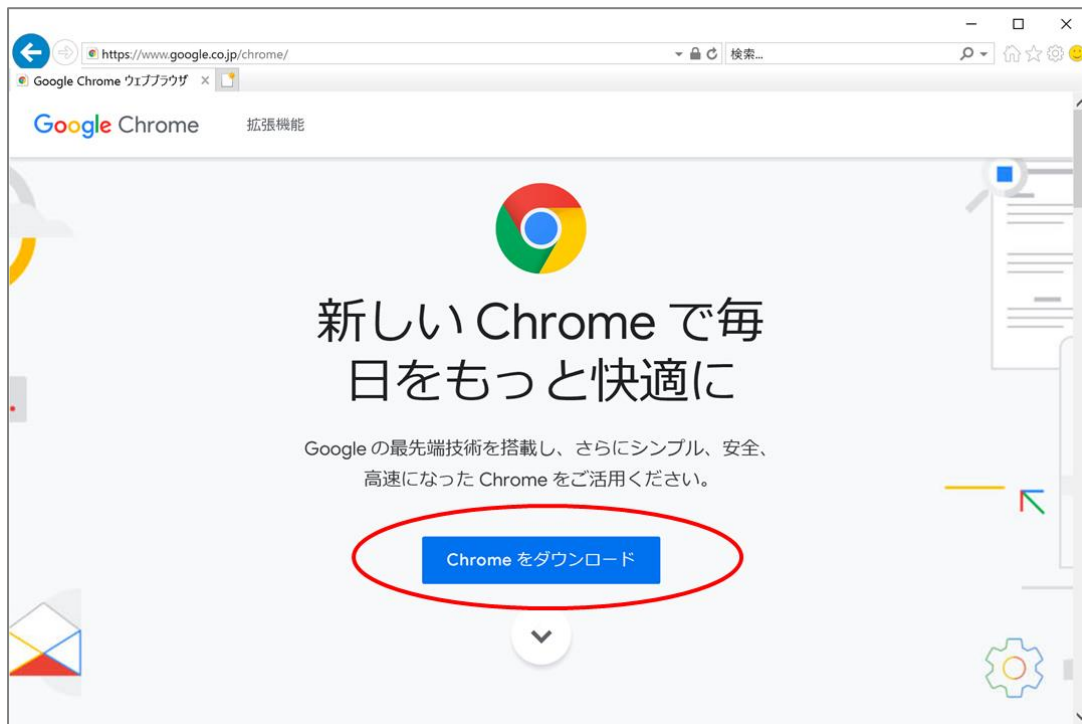 https://www.google.co.jp/chrome/
検索...
Google Chrome ウェブブラウザ
Google Chrome
拡張機能
新しい Chrome で毎
日をもっと快適に
Google の最先端技術を搭載し、さらにシンプル、安全、
高速になった Chrome をご活用ください。
Chrome をダウンロード